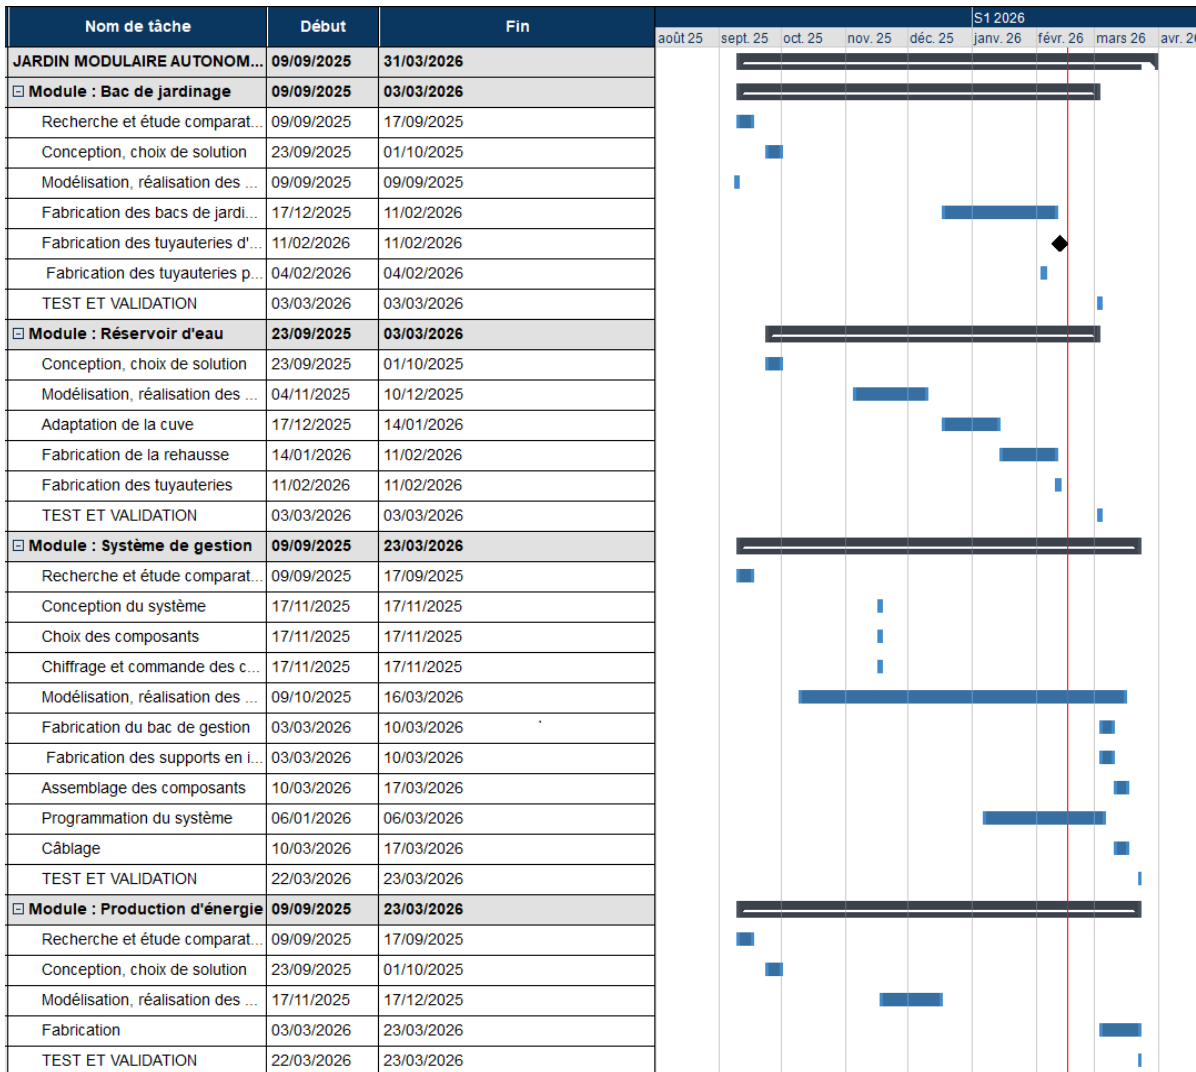 Nom de tâche Début Fin S1 2026
août 25 sept. 25 oct. 25 nov. 25 déc. 25 janv. 26 févr. 26 mars 26 avr. 26
JARDIN MODULAIRE AUTONOM... 09/09/2025 31/03/2026
Module : Bac de jardinage 09/09/2025 03/03/2026
Recherche et étude comparat... 09/09/2025 17/09/2025
Conception, choix de solution 23/09/2025 01/10/2025
Modélisation, réalisation des ... 09/09/2025 09/09/2025
Fabrication des bacs de jardi... 17/12/2025 11/02/2026
Fabrication des tuyauteries d'... 11/02/2026 11/02/2026
Fabrication des tuyauteries p... 04/02/2026 04/02/2026
TEST ET VALIDATION 03/03/2026 03/03/2026
Module : Réservoir d'eau 23/09/2025 03/03/2026
Conception, choix de solution 23/09/2025 01/10/2025
Modélisation, réalisation des ... 04/11/2025 10/12/2025
Adaptation de la cuve 17/12/2025 14/01/2026
Fabrication de la rehausse 14/01/2026 11/02/2026
Fabrication des tuyauteries 11/02/2026 11/02/2026
TEST ET VALIDATION 03/03/2026 03/03/2026
Module : Système de gestion 09/09/2025 23/03/2026
Recherche et étude comparat... 09/09/2025 17/09/2025
Conception du système 17/11/2025 17/11/2025
Choix des composants 17/11/2025 17/11/2025
Chiffrage et commande des c... 17/11/2025 17/11/2025
Modélisation, réalisation des ... 09/10/2025 16/03/2026
Fabrication du bac de gestion 03/03/2026 10/03/2026
Fabrication des supports en i... 03/03/2026 10/03/2026
Assemblage des composants 10/03/2026 17/03/2026
Programmation du système 06/01/2026 06/03/2026
Câblage 10/03/2026 17/03/2026
TEST ET VALIDATION 22/03/2026 23/03/2026
Module : Production d'énergie 09/09/2025 23/03/2026
Recherche et étude comparat... 09/09/2025 17/09/2025
Conception, choix de solution 23/09/2025 01/10/2025
Modélisation, réalisation des ... 17/11/2025 17/12/2025
Fabrication 03/03/2026 23/03/2026
TEST ET VALIDATION 22/03/2026 23/03/2026